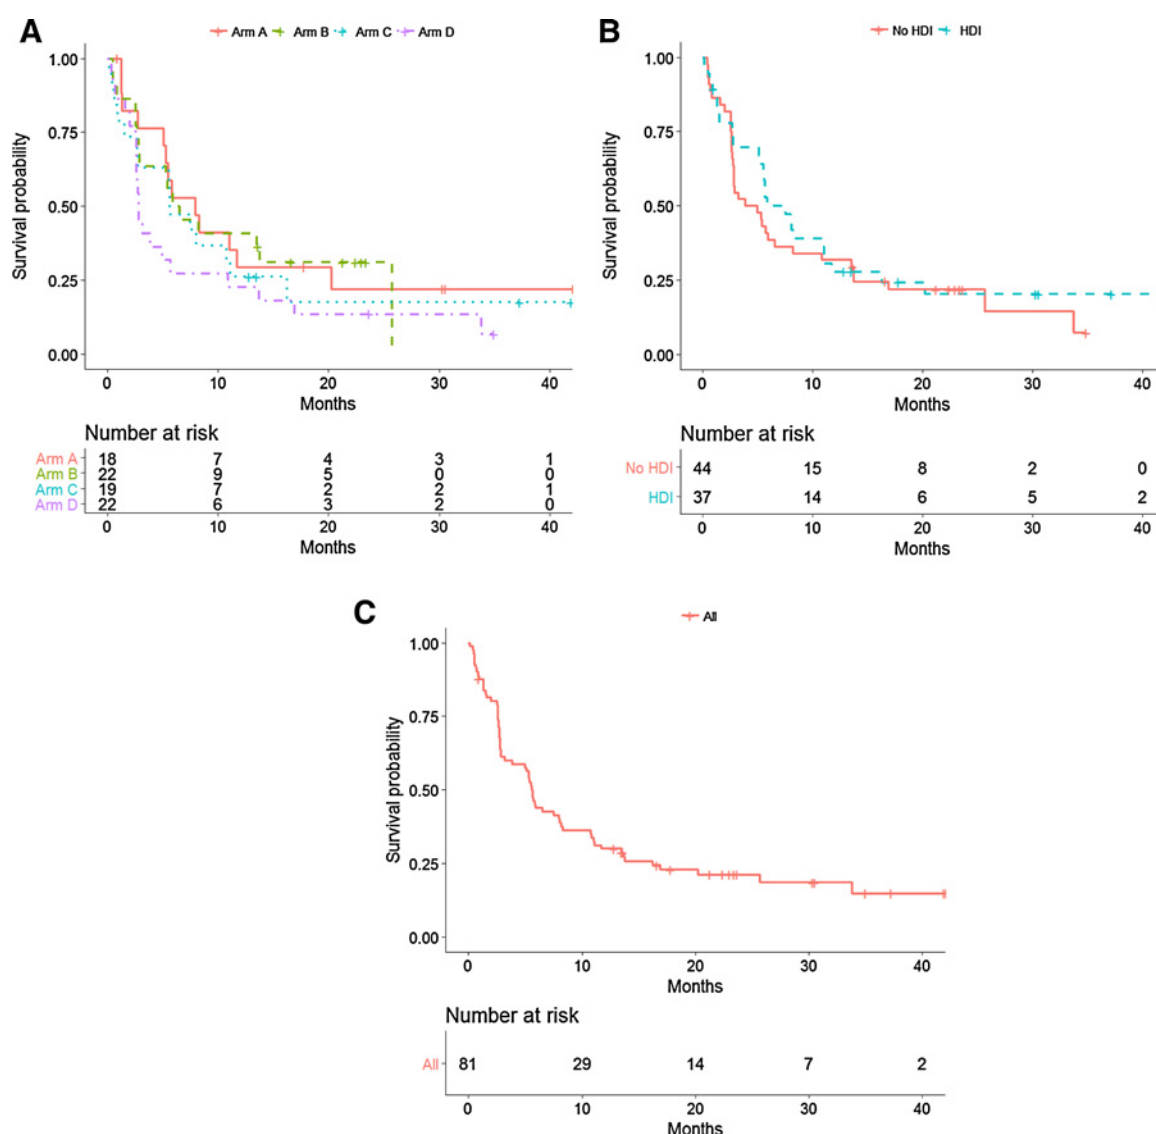 A
Arm A Arm B Arm C Arm D
Survival probability
1.00
0.75
0.50
0.25
0.00
0 10 20 30 40
Months
Number at risk
Arm A 18 7 4 3 1
Arm B 22 9 5 0 0
Arm C 19 7 2 2 1
Arm D 22 6 3 2 0
0 10 20 30 40
Months
B
No HDI HDI
Survival probability
1.00
0.75
0.50
0.25
0.00
0 10 20 30 40
Months
Number at risk
No HDI 44 15 8 2 0
HDI 37 14 6 5 2
0 10 20 30 40
Months
C
All
Survival probability
1.00
0.75
0.50
0.25
0.00
0 10 20 30 40
Months
Number at risk
All 81 29 14 7 2
0 10 20 30 40
Months